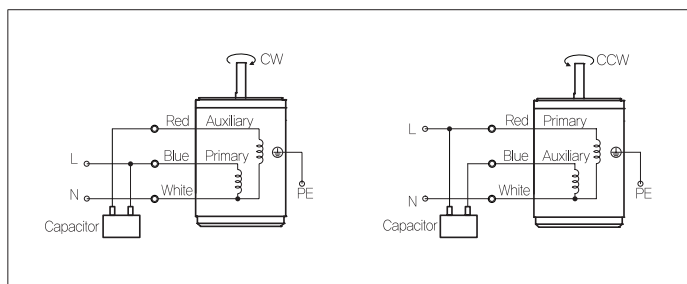 CW
Red Auxiliary
L Blue Primary
N White PE
Capacitor
CCW
L Red Primary
Blue Auxiliary
N White PE
Capacitor